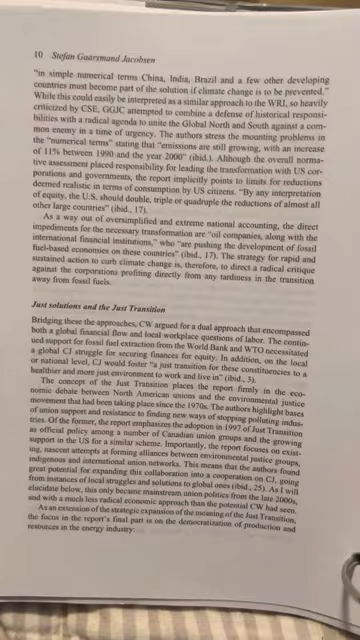 10 Stefan Gaarsmand Jacobsen
"in simple numerical terms China, India, Brazil and a few other developing
countries must become part of the solution if climate change is to be prevented."
While this could easily be interpreted as a similar approach to the WRI, so heavily
criticized by CSE, GGJC attempted to combine a defense of historical responsi-
bilities with a radical agenda to unite the Global North and South against a com-
mon enemy in a time of urgency. The authors stress the mounting problems in
the "numerical terms" stating that "emissions are still growing, with an increase
of 11% between 1990 and the year 2000" (ibid.). Although the overall norma-
tive assessment placed responsibility for leading the transformation with US cor-
porations and governments, the report implicitly points to limits for reductions
deemed realistic in terms of consumption by US citizens. "By any interpretation
of equity, the U.S. should double, triple or quadruple the reductions of almost all
other large countries" (ibid., 17).
As a way out of oversimplified and extreme national accounting, the direct
impediments for the necessary transformation are "oil companies, along with the
international financial institutions," who "are pushing the development of fossil
fuel-based economies on these countries" (ibid., 17). The strategy for rapid and
sustained action to curb climate change is, therefore, to direct a radical critique
against the corporations profiting directly from any tardiness in the transition
away from fossil fuels.
Just solutions and the Just Transition
Bridging these approaches, CW argued for a dual approach that encompassed
both a global financial flow and local workplace questions of labor. The contin-
ued support for fossil fuel extraction from the World Bank and WTO necessitated
a global CJ struggle for securing finances for equity. In addition, on the local
or national level, CJ would foster "a just transition for these constituencies to a
healthier and more just environment to work and live in" (ibid., 3).
The concept of the Just Transition places the report firmly in the eco-
nomic debate between North American unions and the environmental justice
movement that had been taking place since the 1970s. The authors highlight bases
of union support and resistance to finding new ways of stopping polluting indus-
tries. Of the former, the report emphasizes the adoption in 1997 of Just Transition
as official policy among a number of Canadian union groups and the growing
support in the US for a similar scheme. Importantly, the report focuses on exist-
ing, nascent attempts at forming alliances between environmental justice groups,
indigenous and international union networks. This means that the authors found
great potential for expanding this collaboration into a cooperation on CJ, going
from instances of local struggles and solutions to global ones (ibid., 25). As I will
elucidate below, this only became mainstream union politics from the late 2000s,
and with a much less radical economic approach than the potential CW had seen.
As an extension of the strategic expansion of the meaning of the Just Transition,
the focus in the report's final part is on the democratization of production and
resources in the energy industry: